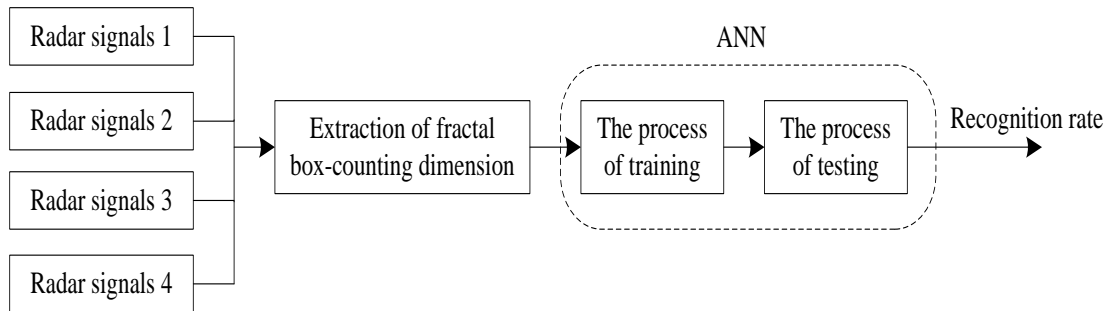 Radar signals 1
Radar signals 2
Radar signals 3
Radar signals 4
Extraction of fractal
box-counting dimension
ANN
The process
of training
The process
of testing
Recognition rate